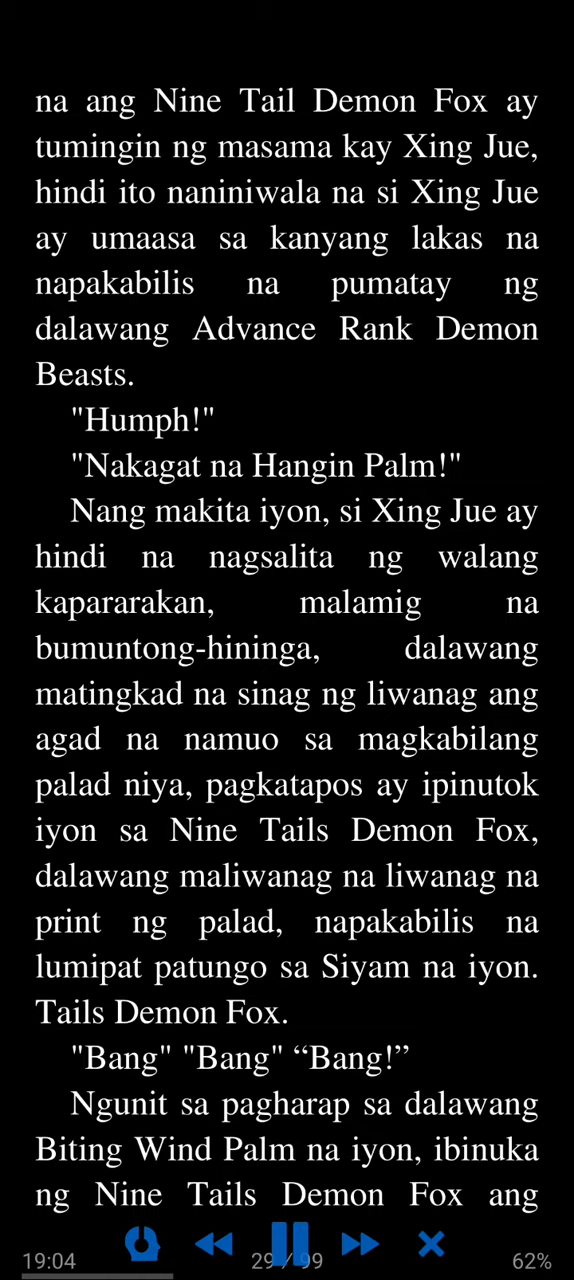 na ang Nine Tail Demon Fox ay
tumingin ng masama kay Xing Jue,
hindi ito naniniwala na si Xing Jue
ay umaasa sa kanyang lakas na
napakabilis na pumatay ng
dalawang Advance Rank Demon
Beasts.
"Humph!"
"Nakagat na Hangin Palm!"
Nang makita iyon, si Xing Jue ay
hindi na nagsalita ng walang
kapararakan, malamig na
bumuntong-hininga, dalawang
matingkad na sinag ng liwanag ang
agad na namuo sa magkabilang
palad niya, pagkatapos ay ipinutok
iyon sa Nine Tails Demon Fox,
dalawang maliwanag na liwanag na
print ng palad, napakabilis na
lumipat patungo sa Siyam na iyon.
Tails Demon Fox.
"Bang" "Bang" “Bang!”
Ngunit sa pagharap sa dalawang
Biting Wind Palm na iyon, ibinuka
ng Nine Tails Demon Fox ang
19:04 29 / 99 62%